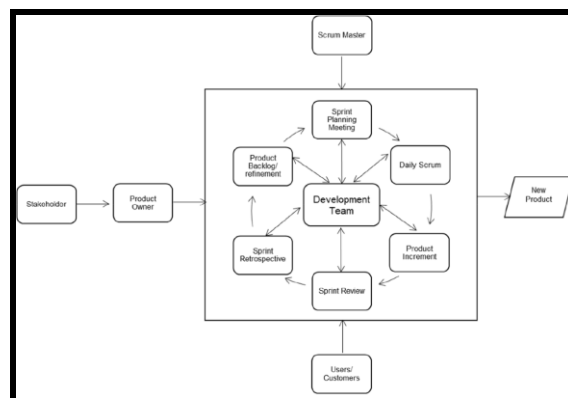 Scrum Master
Sprint
Planning
Meeting
Product
Backlog/
refinement
Daily Scrum
Stakeholdor
Product
Owner
Development
Team
New
Product
Sprint
Retrospective
Product
Increment
Sprint Review
Users/
Customers